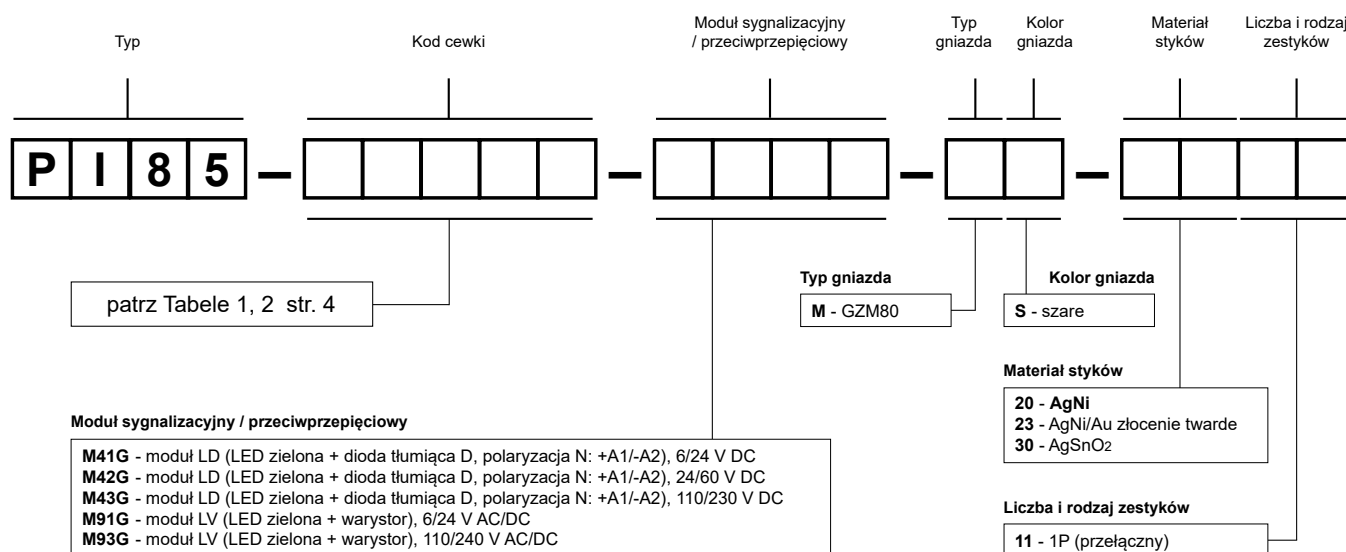 Typ
Kod cewki
Moduł sygnalizacyjny
/ przeciwprzepięciowy
Typ
gniazda
Kolor
gniazda
Materiał
styków
Liczba i rodzaj
zestyków
P I 8 5 – – – –
patrz Tabele 1, 2 str. 4
Typ gniazda
M - GZM80
Kolor gniazda
S - szare
Materiał styków
20 - AgNi
23 - AgNi/Au złocenie twarde
30 - AgSnO2
Moduł sygnalizacyjny / przeciwprzepięciowy
M41G - moduł LD (LED zielona + dioda tłumiąca D, polaryzacja N: +A1/-A2), 6/24 V DC
M42G - moduł LD (LED zielona + dioda tłumiąca D, polaryzacja N: +A1/-A2), 24/60 V DC
M43G - moduł LD (LED zielona + dioda tłumiąca D, polaryzacja N: +A1/-A2), 110/230 V DC
M91G - moduł LV (LED zielona + warystor), 6/24 V AC/DC
M93G - moduł LV (LED zielona + warystor), 110/240 V AC/DC
Liczba i rodzaj zestyków
11 - 1P (przełączny)